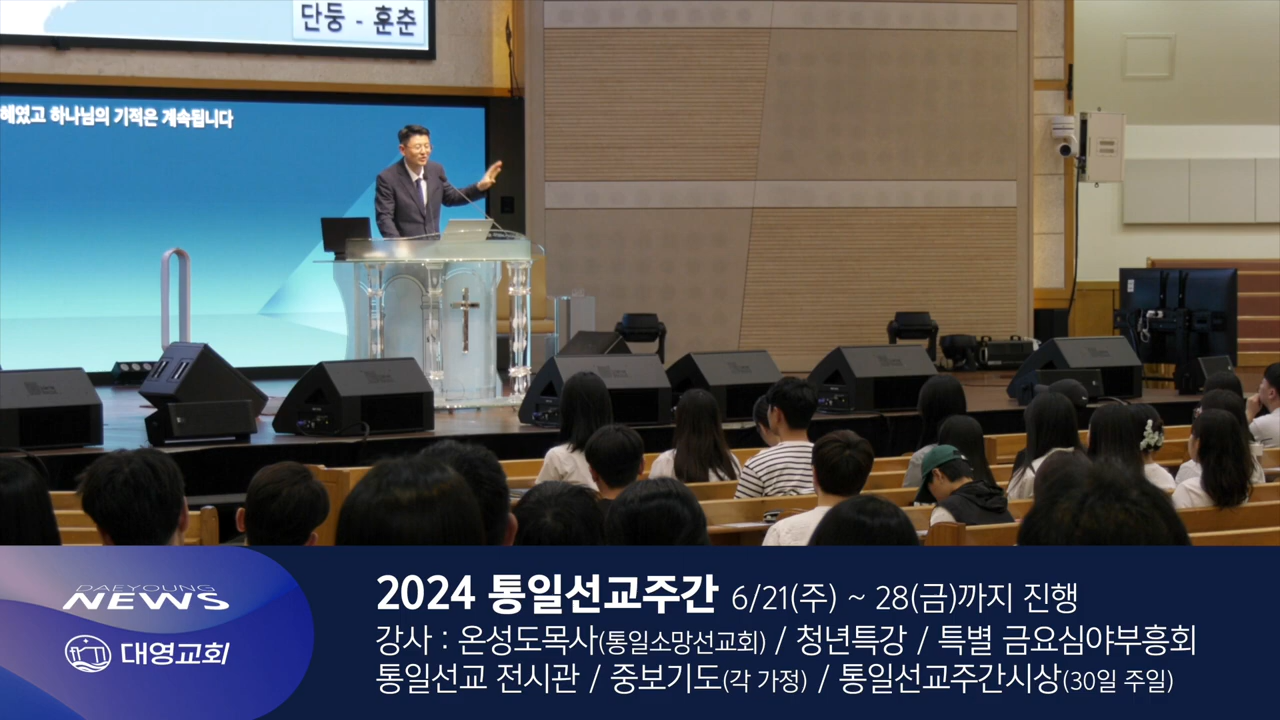 단둥 - 훈춘
혜였고 하나님의 기적은 계속됩니다
DAEYOUNG
NEWS
대영교회
2024 통일선교주간 6/21(주) ~ 28(금)까지 진행
강사 : 온성도목사(통일소망선교회) / 청년특강 / 특별 금요심야부흥회
통일선교 전시관 / 중보기도(각 가정) / 통일선교주간시상(30일 주일)